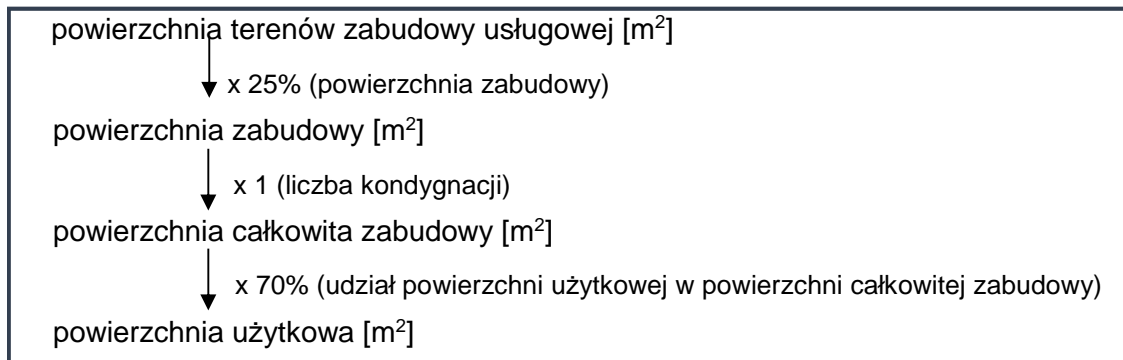 powierzchnia terenów zabudowy usługowej [m²]
x 25% (powierzchnia zabudowy)
powierzchnia zabudowy [m²]
x 1 (liczba kondygnacji)
powierzchnia całkowita zabudowy [m²]
x 70% (udział powierzchni użytkowej w powierzchni całkowitej zabudowy)
powierzchnia użytkowa [m²]